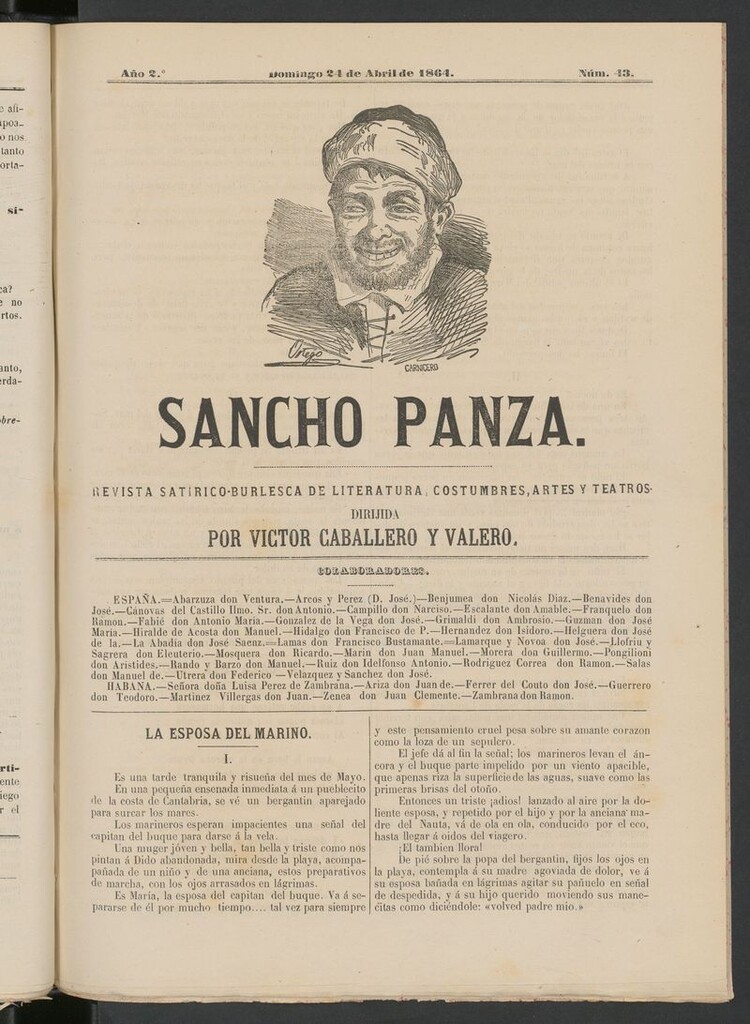 e afi-
o nos
tanto
orta-
si-
ca?
e no
rtos.
anto,
erda-
obre-
rti-
ente
iego
r el
Año 2.° Domingo 24 de Abril de 1864. Núm. 43.
Ortego
CARNICERO
SANCHO PANZA.
REVISTA SATÍRICO-BURLESCA DE LITERATURA, COSTUMBRES, ARTES Y TEATROS-
DIRIJIDA
POR VICTOR CABALLERO Y VALERO.
COLABORADORES.
ESPAÑA.=Abarzuza don Ventura.—Arcos y Perez (D. José.)—Benjumea don Nicolás Diaz.—Benavides don
José.—Cánovas del Castillo Ilmo. Sr. don Antonio.—Campillo don Narciso.—Escalante don Amable.—Franquelo don
Ramon.—Fabié don Antonio Maria.—Gonzalez de la Vega don José.—Grimaldi don Ambrosio.—Guzman don José
Maria.—Hiralde de Acosta don Manuel.—Hidalgo don Francisco de P.—Hernandez don Isidoro.—Helguera don José
de la.—La Abadía don José Saenz.=Lamas don Francisco Bustamante.—Lamarque y Novoa don José.—Llofriu y
Sagrera don Eleuterio.—Mosquera don Ricardo.—Marin don Juan Manuel.—Morera don Guillermo.—Pongilioni
don Aristides.—Rando y Barzo don Manuel.—Ruiz don Idelfonso Antonio.—Rodriguez Correa don Ramon.—Salas
don Manuel de.—Utrera don Federico —Velazquez y Sanchez don José.
HABANA.—Señora doña Luisa Perez de Zambrana.—Ariza don Juan de.—Ferrer del Couto don José.—Guerrero
don Teodoro.—Martinez Villergas don Juan.—Zenea don Juan Clemente.—Zambrana don Ramon.
LA ESPOSA DEL MARINO.
I.
Es una tarde tranquila y risueña del mes de Mayo.
En una pequeña ensenada inmediata á un pueblecito
de la costa de Cantabria, se vé un bergantin aparejado
para surcar los mares.
Los marineros esperan impacientes una señal del
capitan del buque para darse á la vela.
Una muger jóven y bella, tan bella y triste como nos
pintan á Dido abandonada, mira desde la playa, acompa-
pañada de un niño y de una anciana, estos preparativos
de marcha, con los ojos arrasados en lágrimas.
Es María, la esposa del capitan del buque. Va á se-
pararse de él por mucho tiempo.... tal vez para siempre
y este pensamiento cruel pesa sobre su amante corazon
como la loza de un sepulcro.
El jefe dá al fin la señal; los marineros levan el án-
cora y el buque parte impelido por un viento apacible,
que apenas riza la superficie de las aguas, suave como las
primeras brisas del otoño.
Entonces un triste ¡adios! lanzado al aire por la do-
liente esposa, y repetido por el hijo y por la anciana ma-
dre del Nauta, vá de ola en ola, conducido por el eco,
hasta llegar á oidos del viagero.
¡El tambien llora!
De pié sobre la popa del bergantin, fijos los ojos en
la playa, contempla á su madre agoviada de dolor, ve á
su esposa bañada en lágrimas agitar su pañuelo en señal
de despedida, y á su hijo querido moviendo sus mane-
citas como diciéndole: «volved padre mio.»